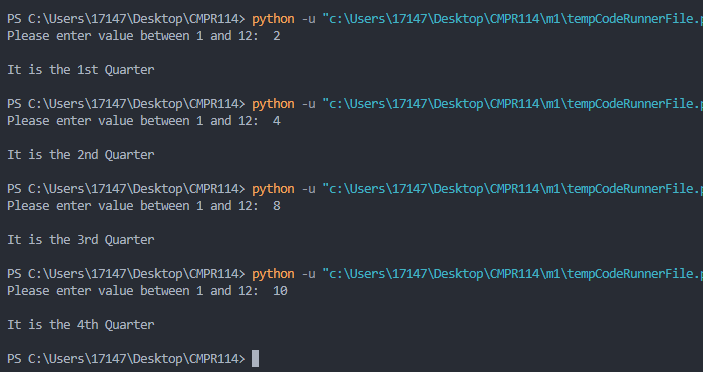 PS C:\Users\17147\Desktop\CMPR114> python -u "c:\Users\17147\Desktop\CMPR114\m1\tempCodeRunnerFile.p
Please enter value between 1 and 12:  2
It is the 1st Quarter
PS C:\Users\17147\Desktop\CMPR114> python -u "c:\Users\17147\Desktop\CMPR114\m1\tempCodeRunnerFile.p
Please enter value between 1 and 12:  4
It is the 2nd Quarter
PS C:\Users\17147\Desktop\CMPR114> python -u "c:\Users\17147\Desktop\CMPR114\m1\tempCodeRunnerFile.p
Please enter value between 1 and 12:  8
It is the 3rd Quarter
PS C:\Users\17147\Desktop\CMPR114> python -u "c:\Users\17147\Desktop\CMPR114\m1\tempCodeRunnerFile.p
Please enter value between 1 and 12:  10
It is the 4th Quarter
PS C:\Users\17147\Desktop\CMPR114>